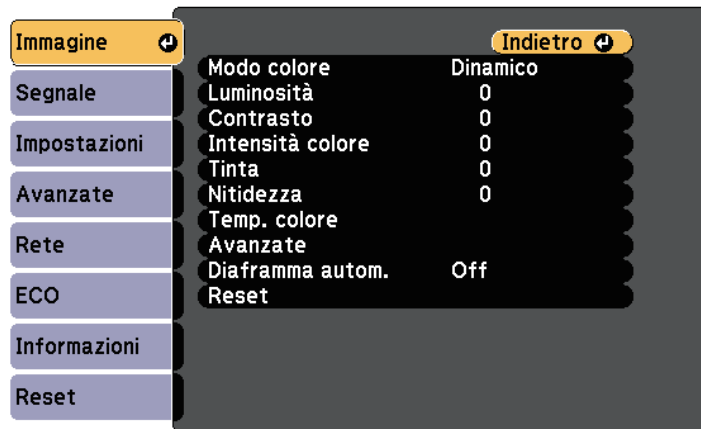 Immagine
Segnale
Impostazioni
Avanzate
Rete
ECO
Informazioni
Reset
Indietro
Modo colore Dinamico
Luminosità 0
Contrasto 0
Intensità colore 0
Tinta 0
Nitidezza 0
Temp. colore
Avanzate
Diaframma autom. Off
Reset